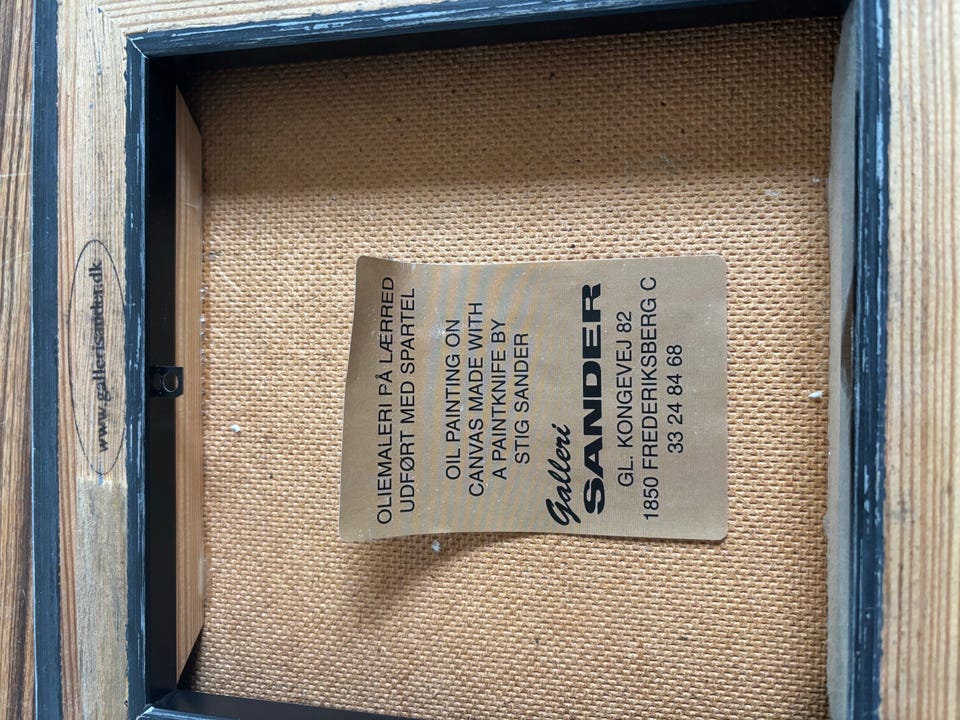 www.gallerisander.dk
OLIEMALERI PÅ LÆRRED
UDFØRT MED SPARTEL
OIL PAINTING ON
CANVAS MADE WITH
A PAINTKNIFE BY
STIG SANDER
Galleri
SANDER
GL. KONGEVEJ 82
1850 FREDERIKSBERG C
33 24 84 68